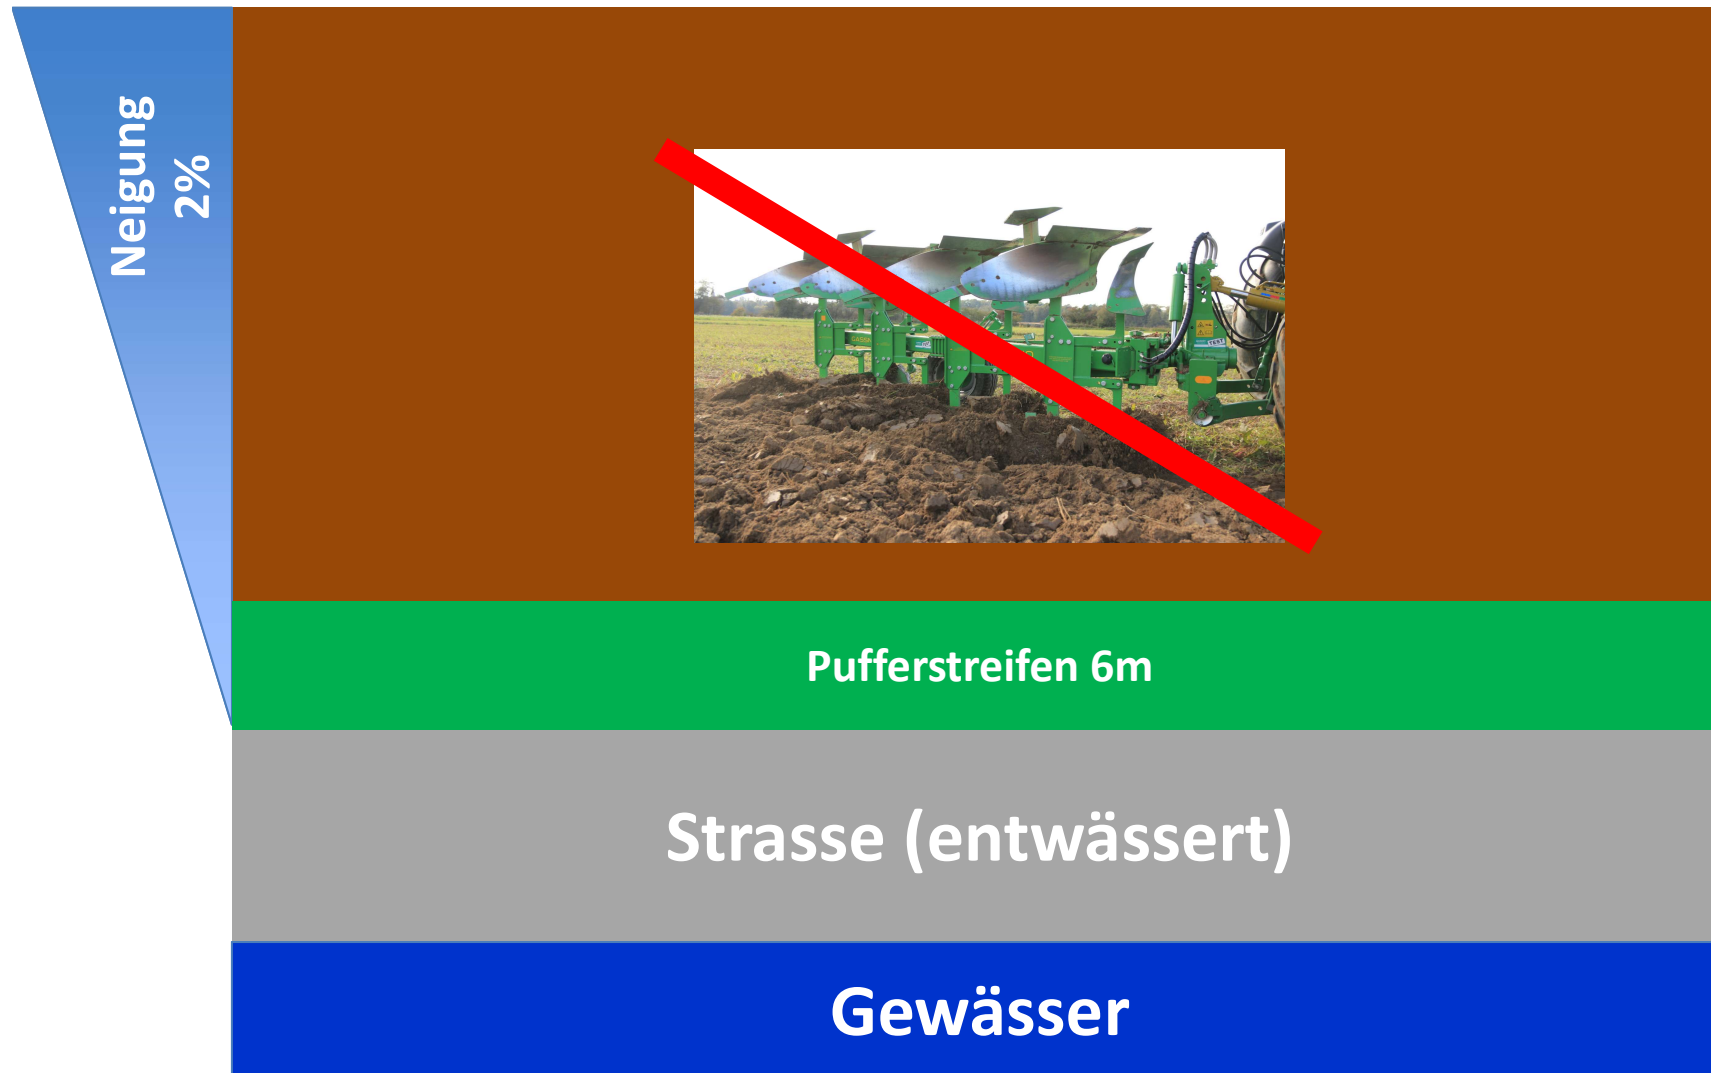 Neigung
2%
Pufferstreifen 6m
Strasse (entwässert)
Gewässer